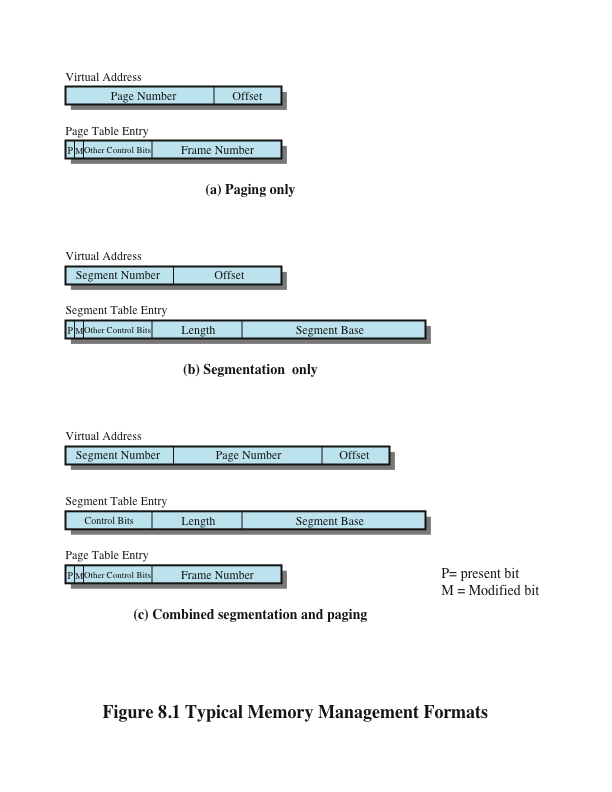 Virtual Address
Page Number Offset
Page Table Entry
P M Other Control Bits Frame Number
(a) Paging only
Virtual Address
Segment Number Offset
Segment Table Entry
P M Other Control Bits Length Segment Base
(b) Segmentation only
Virtual Address
Segment Number Page Number Offset
Segment Table Entry
Control Bits Length Segment Base
Page Table Entry
P M Other Control Bits Frame Number
P= present bit
M = Modified bit
(c) Combined segmentation and paging
Figure 8.1 Typical Memory Management Formats